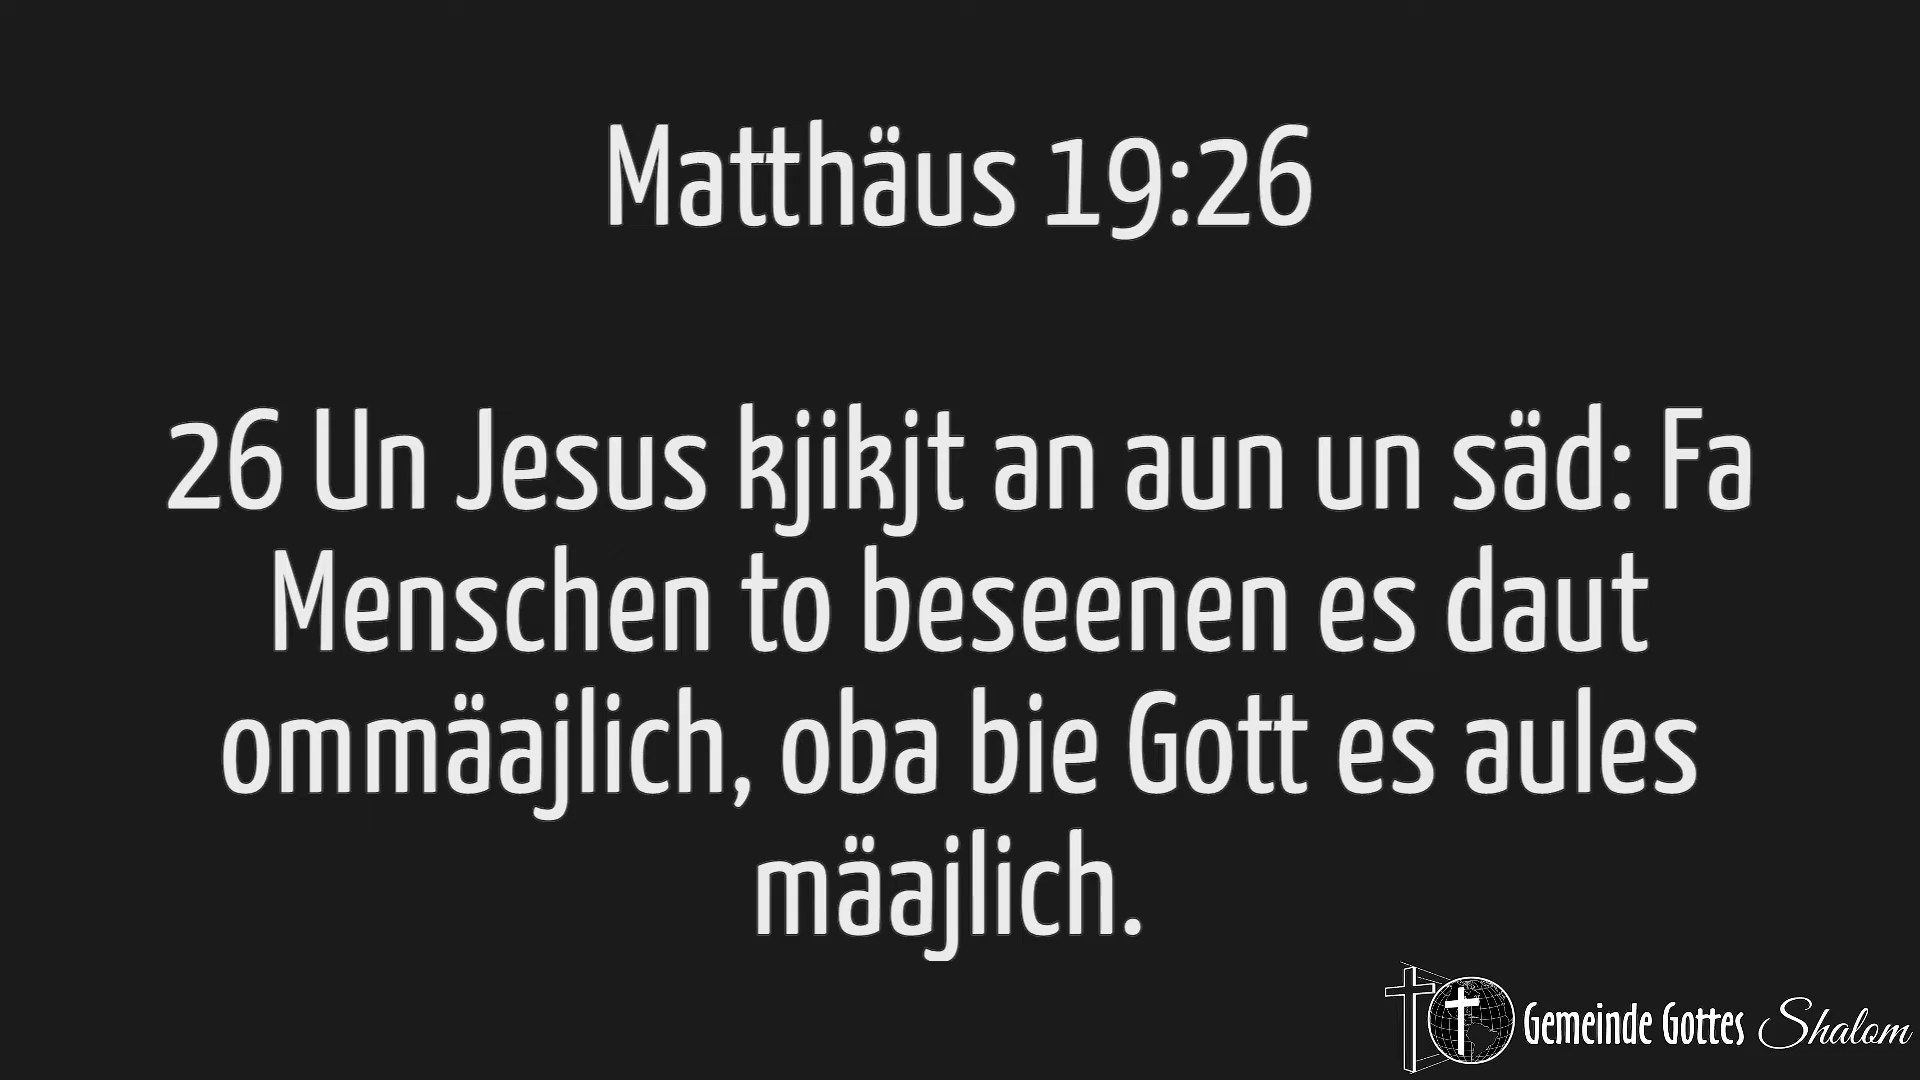 Matthäus 19:26
26 Un Jesus kjikjt an aun un säd: Fa
Menschen to beseenen es daut
ommäajlich, oba bie Gott es aules
mäajlich.
Gemeinde Gottes Shalom